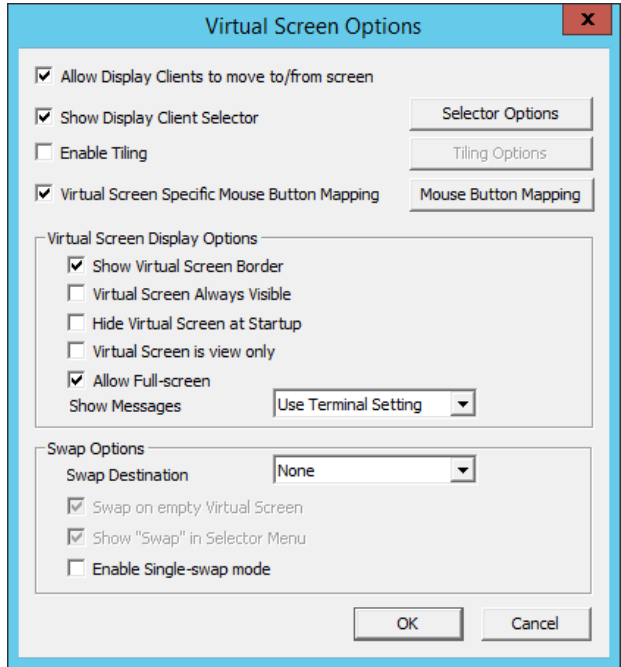 Virtual Screen Options
x
Allow Display Clients to move to/from screen
Show Display Client Selector
Selector Options
Enable Tiling
Tiling Options
Virtual Screen Specific Mouse Button Mapping
Mouse Button Mapping
Virtual Screen Display Options
Show Virtual Screen Border
Virtual Screen Always Visible
Hide Virtual Screen at Startup
Virtual Screen is view only
Allow Full-screen
Show Messages
Use Terminal Setting
Swap Options
Swap Destination
None
Swap on empty Virtual Screen
Show "Swap" in Selector Menu
Enable Single-swap mode
OK
Cancel